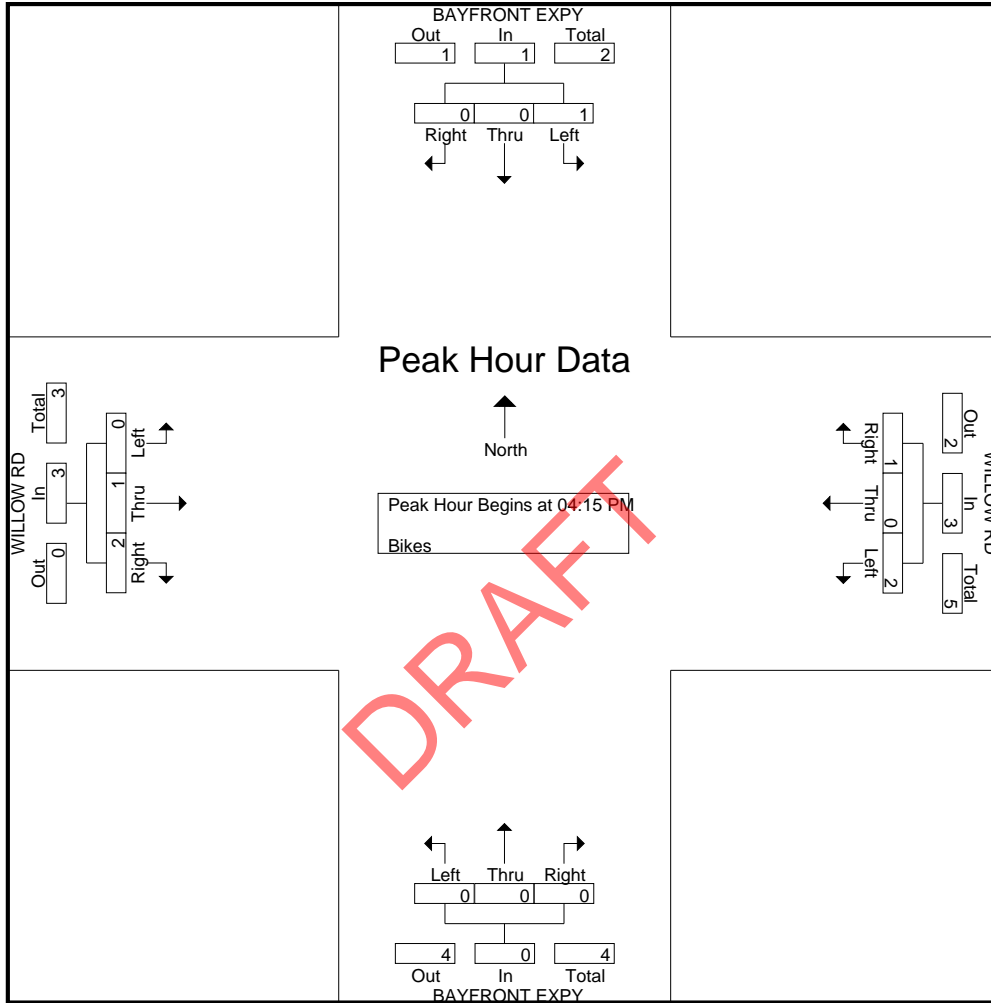 BAYFRONT EXPY
Out In Total
1 1 2
0 0 1
Right Thru Left
Peak Hour Data
North
Peak Hour Begins at 04:15 PM
Bikes
DRAFT
WILLOW RD
Total In Out
3 3 0
0 1 2
Left Thru Right
WILLOW RD
Out In Total
2 3 5
1 0 2
Right Thru Left
Left Thru Right
0 0 0
4 0 4
Out In Total
BAYFRONT EXPY